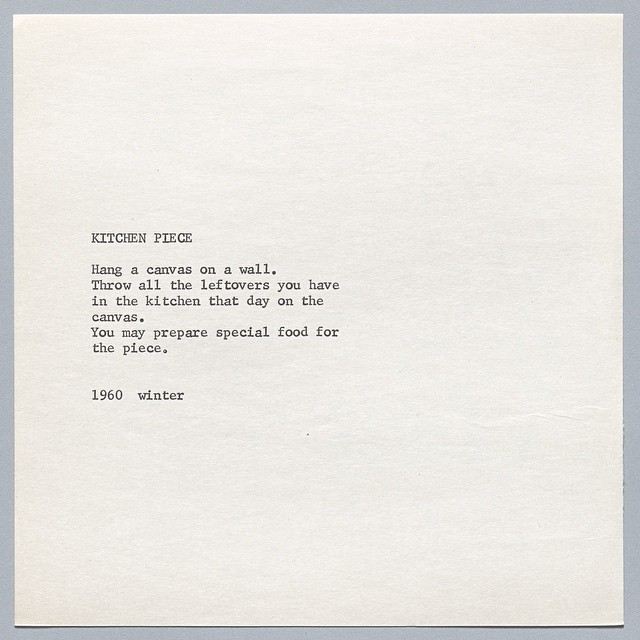 KITCHEN PIECE
Hang a canvas on a wall.
Throw all the leftovers you have
in the kitchen that day on the
canvas.
You may prepare special food for
the piece.
1960  winter